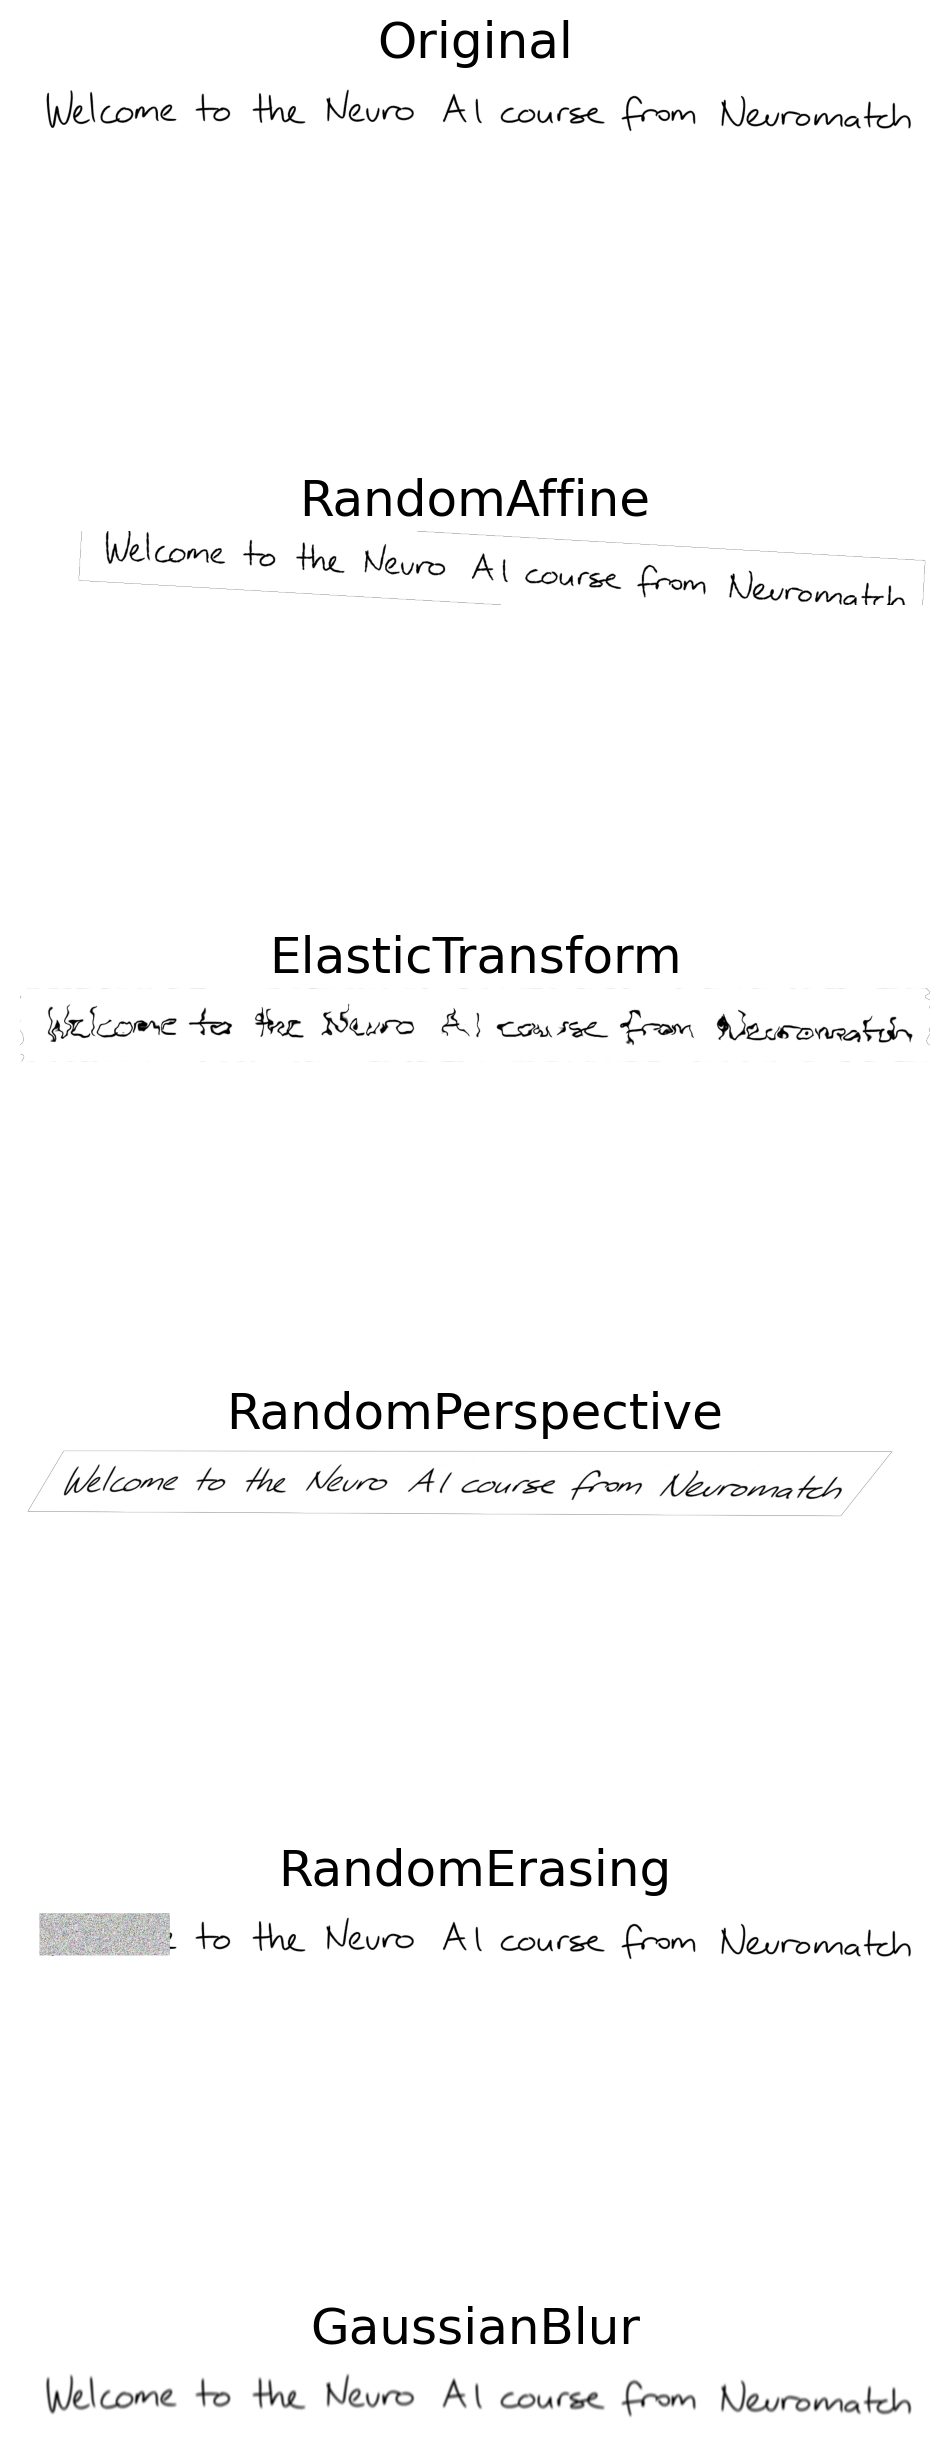 Original
Welcome to the Neuro AI course from Neuromatch
RandomAffine
Welcome to the Neuro AI course from Neuromatch
ElasticTransform
Welcome to the Neuro AI course from Neuromatch
RandomPerspective
Welcome to the Neuro AI course from Neuromatch
RandomErasing
to the Neuro AI course from Neuromatch
GaussianBlur
Welcome to the Neuro AI course from Neuromatch